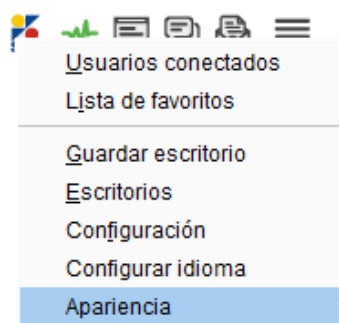 Usuarios conectados
Lista de favoritos
Guardar escritorio
Escritorios
Configuración
Configurar idioma
Apariencia